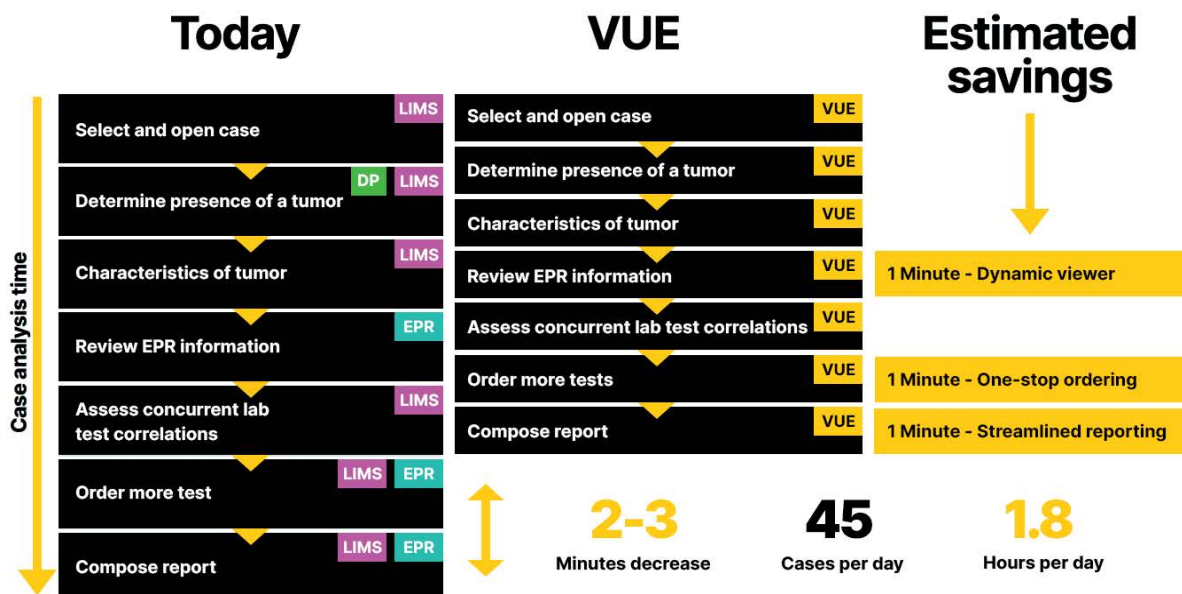 Today
VUE
Estimated
savings
Case analysis time
LIMS
Select and open case
DP LIMS
Determine presence of a tumor
LIMS
Characteristics of tumor
EPR
Review EPR information
LIMS
Assess concurrent lab
test correlations
LIMS EPR
Order more test
LIMS EPR
Compose report
VUE
Select and open case
VUE
Determine presence of a tumor
VUE
Characteristics of tumor
VUE
Review EPR information
VUE
Assess concurrent lab test correlations
VUE
Order more tests
VUE
Compose report
1 Minute - Dynamic viewer
1 Minute - One-stop ordering
1 Minute - Streamlined reporting
2-3
Minutes decrease
45
Cases per day
1.8
Hours per day